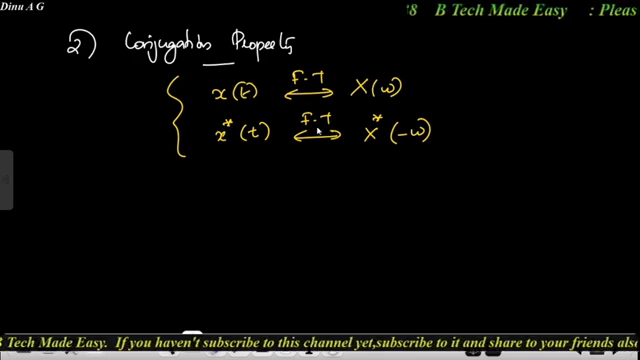 Dinu A G
'8 B Tech Made Easy : Pleas
2) Conjugation Property
x(t) F.T ⟷ X(ω)
x*(t) F.T ⟷ X*(-ω)
B Tech Made Easy. If you haven't subscribe to this channel yet,subscribe to it and share to your friends also